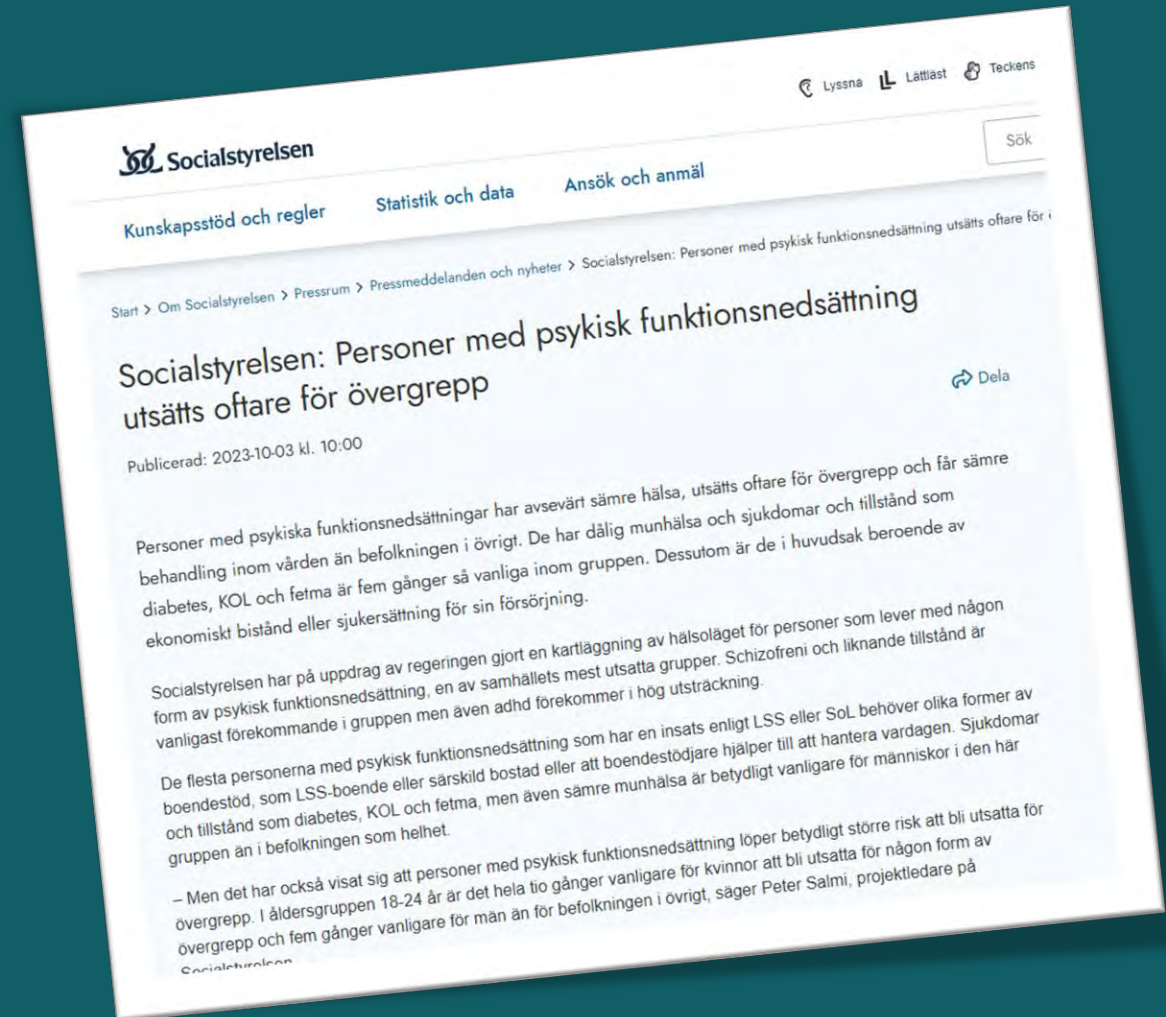 Lyssna Lättläst Teckens
Socialstyrelsen
Sök
Kunskapsstöd och regler Statistik och data Ansök och anmäl
Start > Om Socialstyrelsen > Pressrum > Pressmeddelanden och nyheter > Socialstyrelsen: Personer med psykisk funktionsnedsättning utsätts oftare för
Socialstyrelsen: Personer med psykisk funktionsnedsättning
utsätts oftare för övergrepp
Dela
Publicerad: 2023-10-03 kl. 10:00
Personer med psykiska funktionsnedsättningar har avsevärt sämre hälsa, utsätts oftare för övergrepp och får sämre
behandling inom vården än befolkningen i övrigt. De har dålig munhälsa och sjukdomar och tillstånd som
diabetes, KOL och fetma är fem gånger så vanliga inom gruppen. Dessutom är de i huvudsak beroende av
ekonomiskt bistånd eller sjukersättning för sin försörjning.
Socialstyrelsen har på uppdrag av regeringen gjort en kartläggning av hälsoläget för personer som lever med någon
form av psykisk funktionsnedsättning, en av samhällets mest utsatta grupper. Schizofreni och liknande tillstånd är
vanligast förekommande i gruppen men även adhd förekommer i hög utsträckning.
De flesta personerna med psykisk funktionsnedsättning som har en insats enligt LSS eller SoL behöver olika former av
boendestöd, som LSS-boende eller särskild bostad eller att boendestödjare hjälper till att hantera vardagen. Sjukdomar
och tillstånd som diabetes, KOL och fetma, men även sämre munhälsa är betydligt vanligare för människor i den här
gruppen än i befolkningen som helhet.
– Men det har också visat sig att personer med psykisk funktionsnedsättning löper betydligt större risk att bli utsatta för
övergrepp. I åldersgruppen 18-24 år är det hela tio gånger vanligare för kvinnor att bli utsatta för någon form av
övergrepp och fem gånger vanligare för män än för befolkningen i övrigt, säger Peter Salmi, projektledare på
Socialstyrelsen